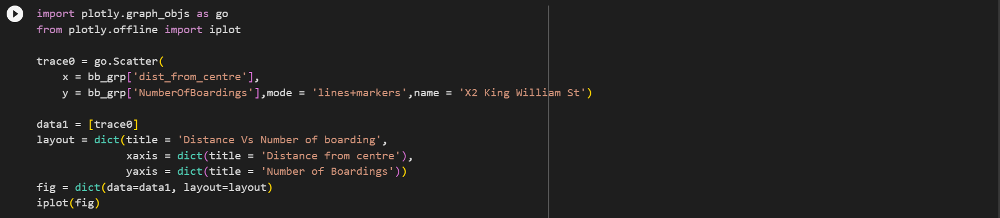 import plotly.graph_objs as go
from plotly.offline import iplot

trace0 = go.Scatter(
    x = bb_grp['dist_from_centre'],
    y = bb_grp['NumberOfBoardings'],mode = 'lines+markers',name = 'X2 King William St')

data1 = [trace0]
layout = dict(title = 'Distance Vs Number of boarding',
              xaxis = dict(title = 'Distance from centre'),
              yaxis = dict(title = 'Number of Boardings'))
fig = dict(data=data1, layout=layout)
iplot(fig)